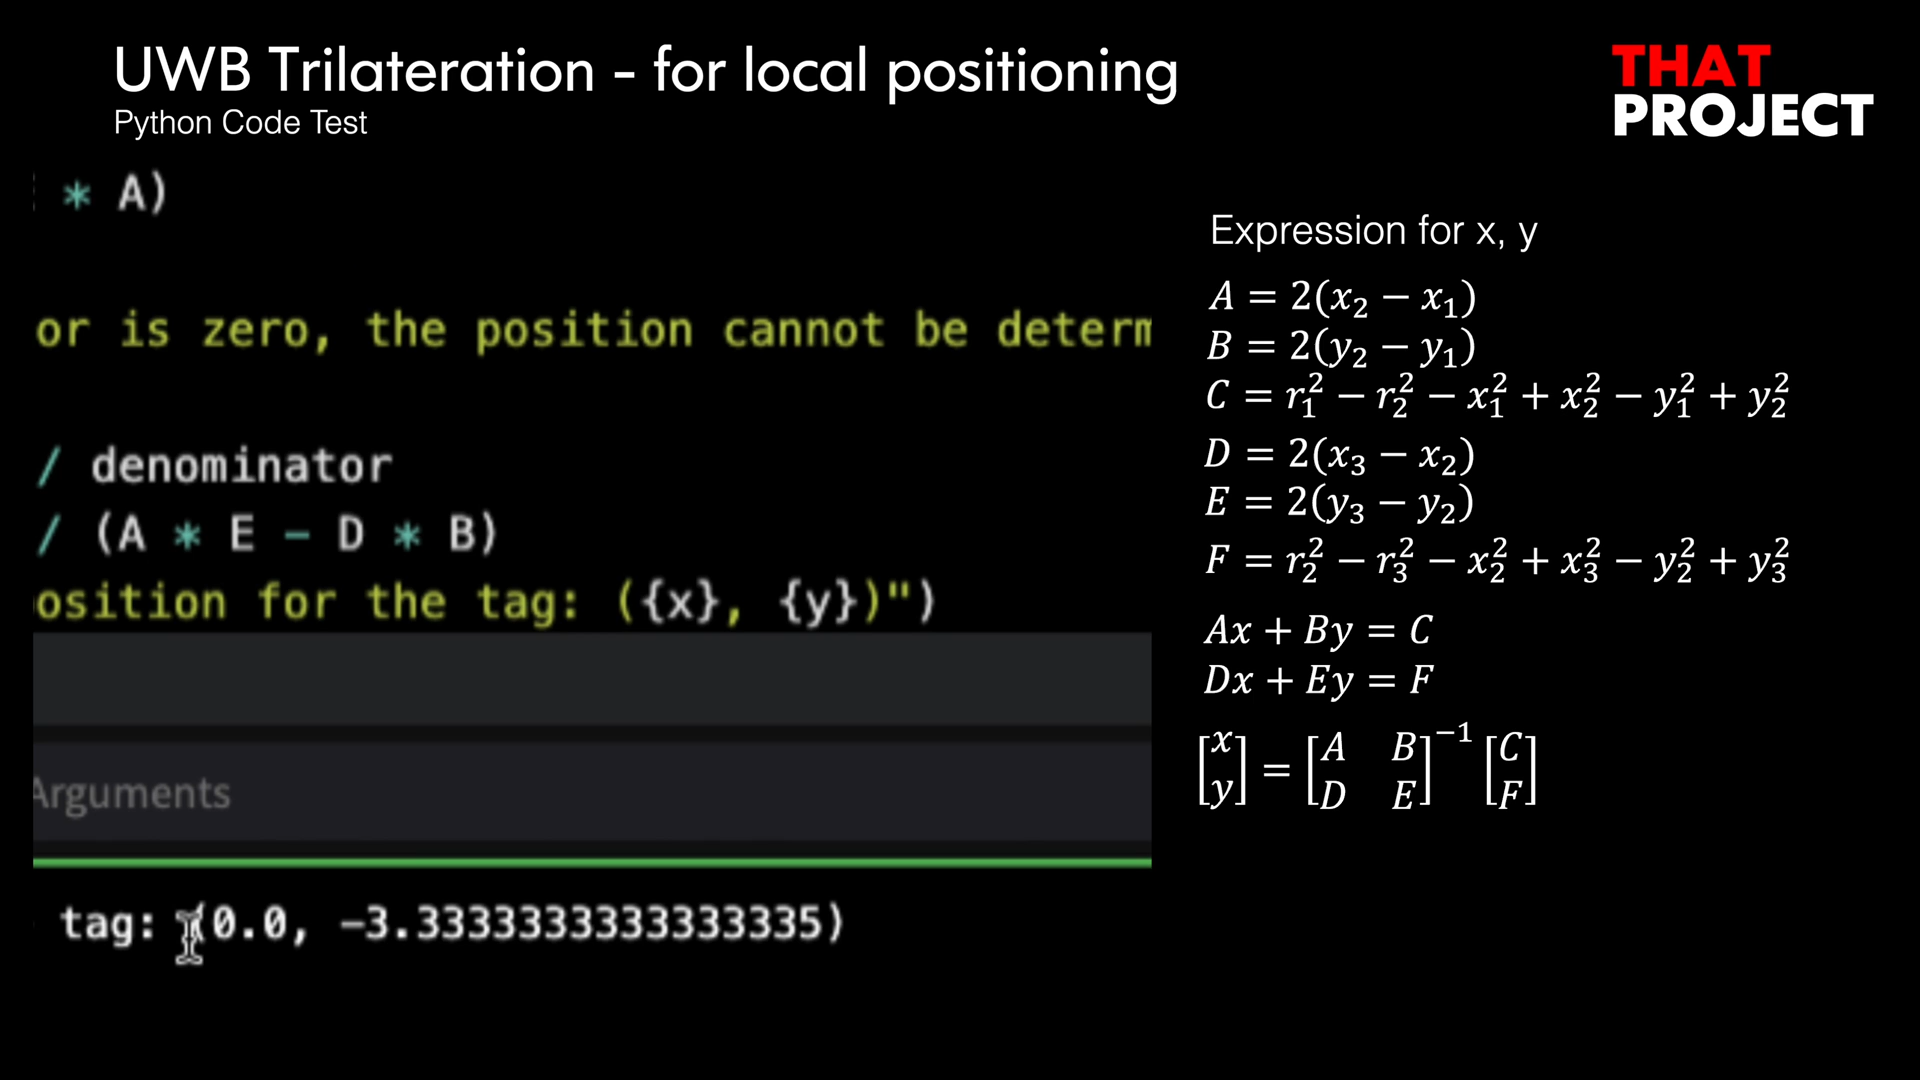 UWB Trilateration - for local positioning
Python Code Test
THAT
PROJECT
* A)
or is zero, the position cannot be determ
/ denominator
/ (A * E - D * B)
osition for the tag: ({x}, {y})")
Arguments
tag: (0.0, -3.3333333333333335)
Expression for x, y
A = 2(x₂ − x₁)
B = 2(y₂ − y₁)
C = r₁² − r₂² − x₁² + x₂² − y₁² + y₂²
D = 2(x₃ − x₂)
E = 2(y₃ − y₂)
F = r₂² − r₃² − x₂² + x₃² − y₂² + y₃²
Ax + By = C
Dx + Ey = F
[x y] = [A B D E]⁻¹ [C F]